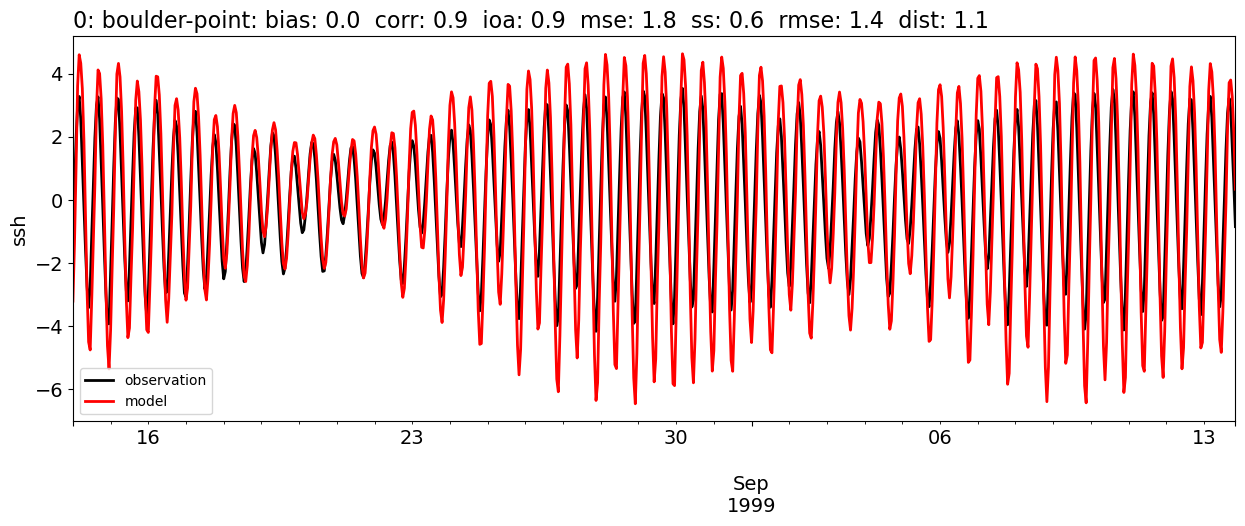 0: boulder-point: bias: 0.0  corr: 0.9  ioa: 0.9  mse: 1.8  ss: 0.6  rmse: 1.4  dist: 1.1
4
2
0
−2
−4
−6
ssh
observation
model
16 23 30 06 13
Sep
1999